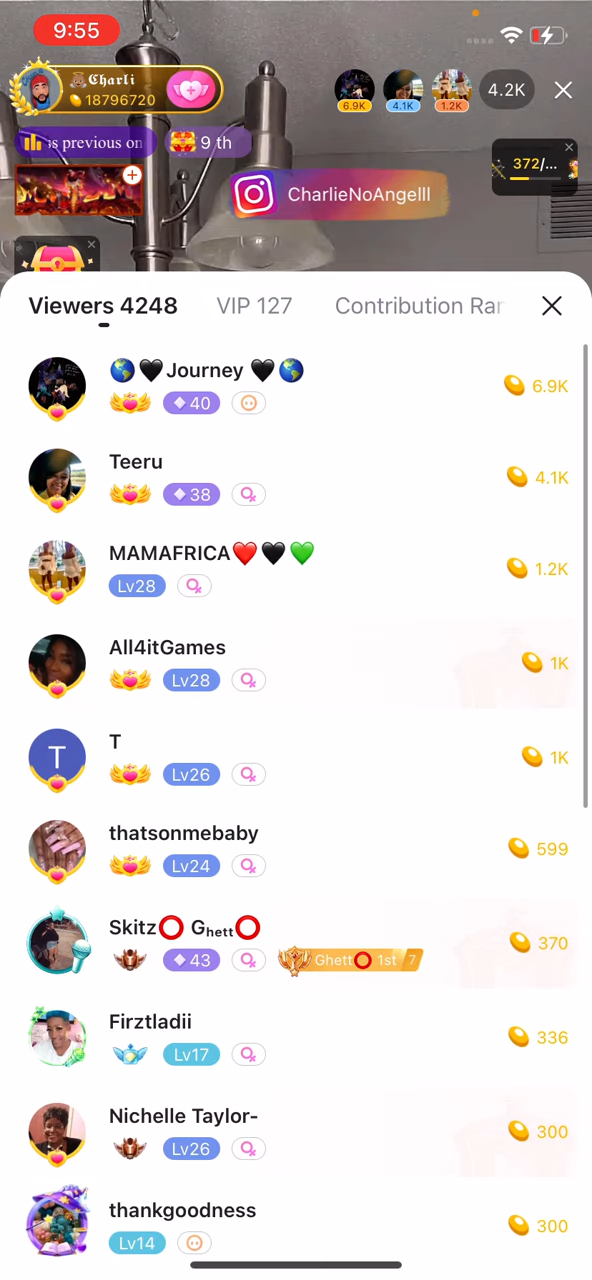 9:55
𝕮𝖍𝖆𝖗𝖑𝖎
18796720
6.9K
4.1K
1.2K
4.2K
s previous on
9 th
372/...
CharlieNoAngelll
Viewers 4248
VIP 127
Contribution Ran
🌎🖤Journey 🖤🌎
40
6.9K
Teeru
38
4.1K
MAMAFRICA❤️🖤💚
Lv28
1.2K
All4itGames
Lv28
1K
T
T
Lv26
1K
thatsonmebaby
Lv24
599
Skitz⭕ Gₕₑₜₜ⭕
43
Ghett⭕ 1st 7
370
Firztladii
Lv17
336
Nichelle Taylor-
Lv26
300
thankgoodness
Lv14
300